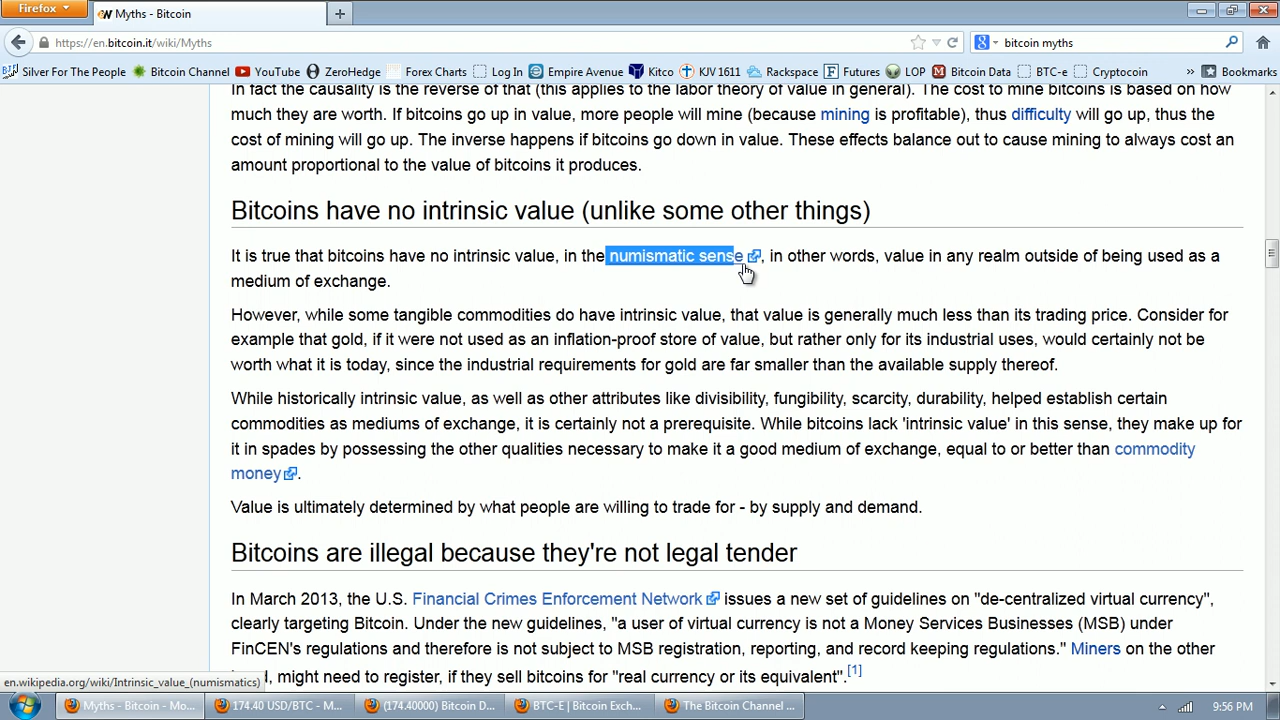 Firefox
Myths - Bitcoin
https://en.bitcoin.it/wiki/Myths
bitcoin myths
Silver For The People Bitcoin Channel YouTube ZeroHedge Forex Charts Log In Empire Avenue Kitco KJV 1611 Rackspace Futures LOP Bitcoin Data BTC-e Cryptocoin » Bookmarks
In fact the causality is the reverse of that (this applies to the labor theory of value in general). The cost to mine bitcoins is based on how
much they are worth. If bitcoins go up in value, more people will mine (because mining is profitable), thus difficulty will go up, thus the
cost of mining will go up. The inverse happens if bitcoins go down in value. These effects balance out to cause mining to always cost an
amount proportional to the value of bitcoins it produces.
Bitcoins have no intrinsic value (unlike some other things)
It is true that bitcoins have no intrinsic value, in the numismatic sense , in other words, value in any realm outside of being used as a
medium of exchange.
However, while some tangible commodities do have intrinsic value, that value is generally much less than its trading price. Consider for
example that gold, if it were not used as an inflation-proof store of value, but rather only for its industrial uses, would certainly not be
worth what it is today, since the industrial requirements for gold are far smaller than the available supply thereof.
While historically intrinsic value, as well as other attributes like divisibility, fungibility, scarcity, durability, helped establish certain
commodities as mediums of exchange, it is certainly not a prerequisite. While bitcoins lack 'intrinsic value' in this sense, they make up for
it in spades by possessing the other qualities necessary to make it a good medium of exchange, equal to or better than commodity
money .
Value is ultimately determined by what people are willing to trade for - by supply and demand.
Bitcoins are illegal because they're not legal tender
In March 2013, the U.S. Financial Crimes Enforcement Network issues a new set of guidelines on "de-centralized virtual currency",
clearly targeting Bitcoin. Under the new guidelines, "a user of virtual currency is not a Money Services Businesses (MSB) under
FinCEN's regulations and therefore is not subject to MSB registration, reporting, and record keeping regulations." Miners on the other
, might need to register, if they sell bitcoins for "real currency or its equivalent".[1]
en.wikipedia.org/wiki/Intrinsic_value_(numismatics)
Myths - Bitcoin - Mo... 174.40 USD/BTC - M... (174.40000) Bitcoin D... BTC-E | Bitcoin Exch... The Bitcoin Channel ... 9:56 PM